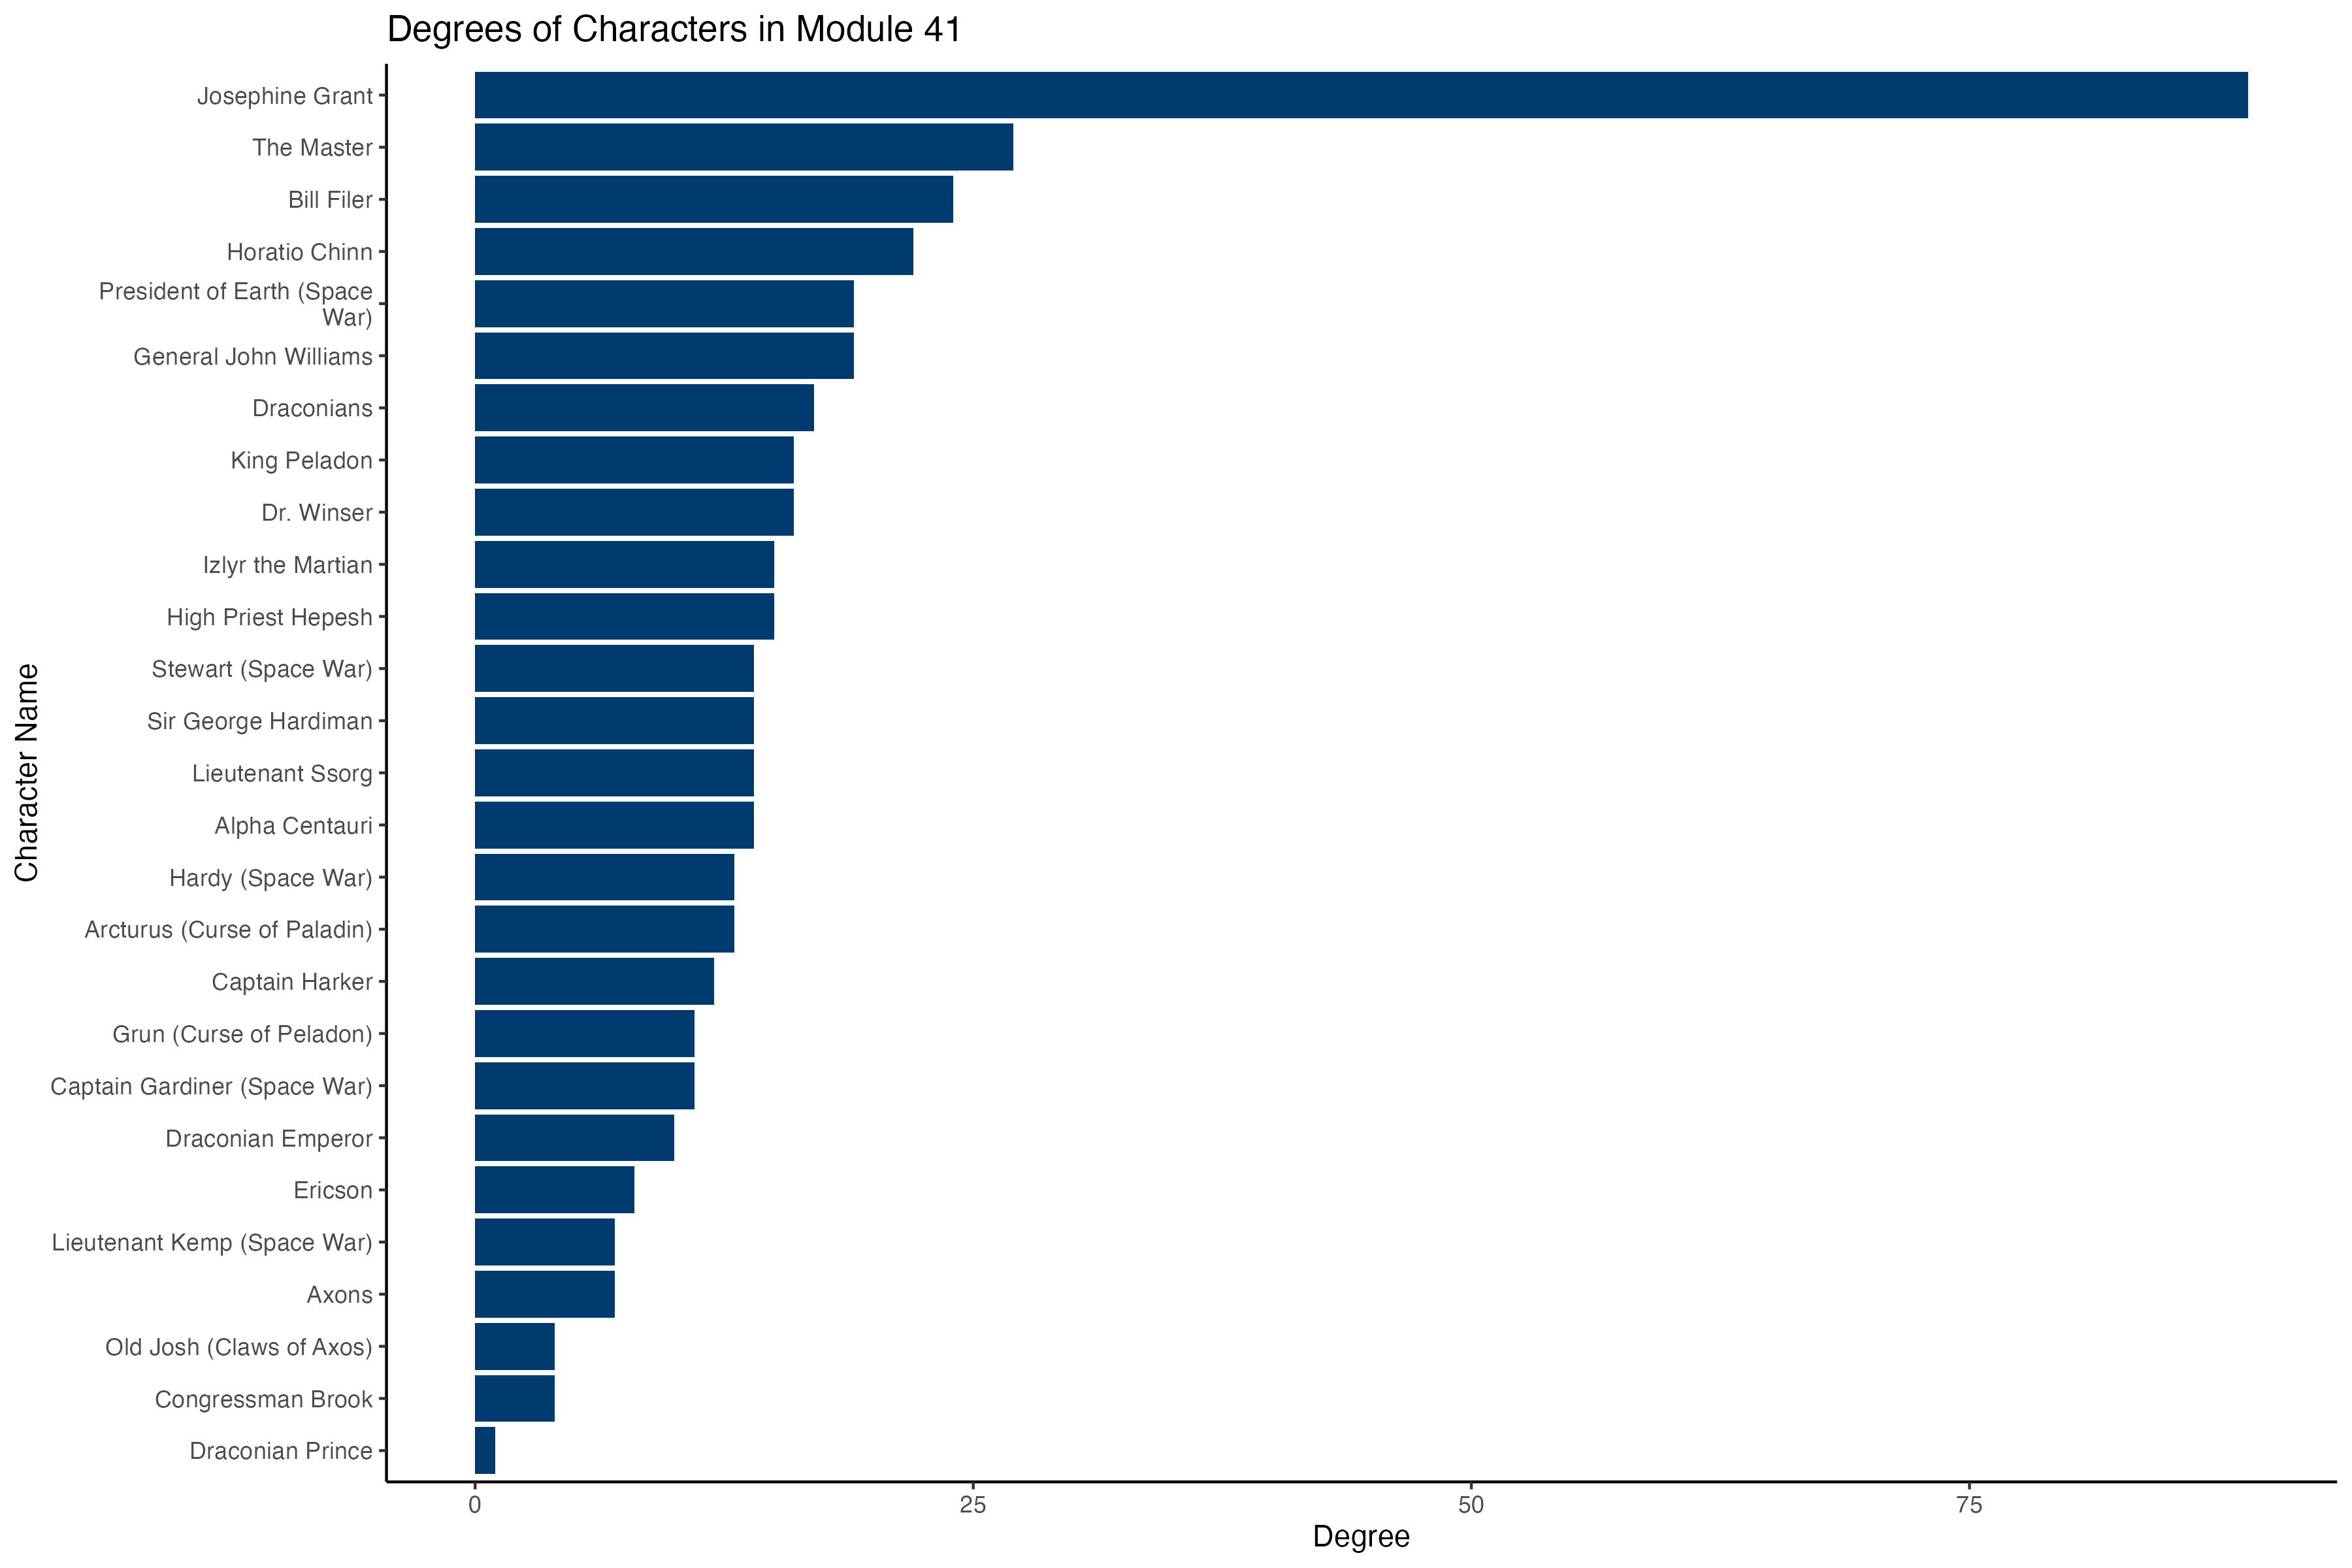 Degrees of Characters in Module 41
Character Name
Josephine Grant
The Master
Bill Filer
Horatio Chinn
President of Earth (Space
War)
General John Williams
Draconians
King Peladon
Dr. Winser
Izlyr the Martian
High Priest Hepesh
Stewart (Space War)
Sir George Hardiman
Lieutenant Ssorg
Alpha Centauri
Hardy (Space War)
Arcturus (Curse of Paladin)
Captain Harker
Grun (Curse of Peladon)
Captain Gardiner (Space War)
Draconian Emperor
Ericson
Lieutenant Kemp (Space War)
Axons
Old Josh (Claws of Axos)
Congressman Brook
Draconian Prince
0 25 50 75
Degree